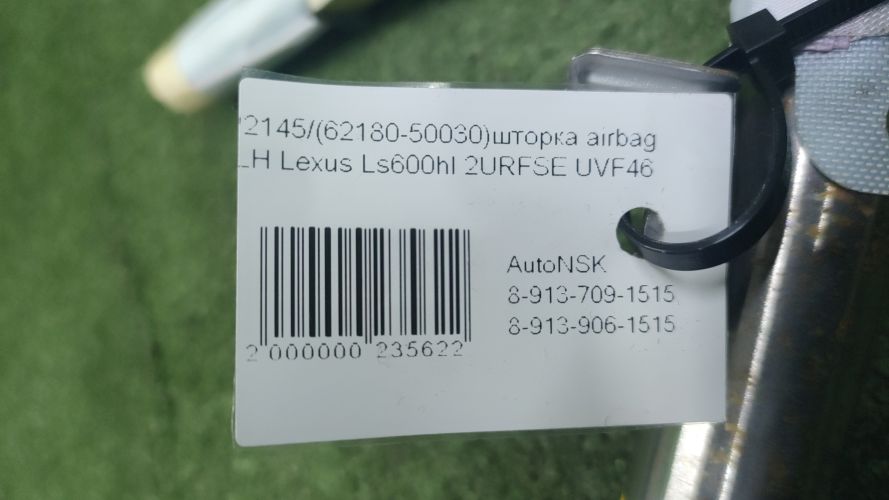 2145/(62180-50030)шторка airbag
LH Lexus Ls600hl 2URFSE UVF46
AutoNSK
8-913-709-1515
8-913-906-1515
2 000000 235622